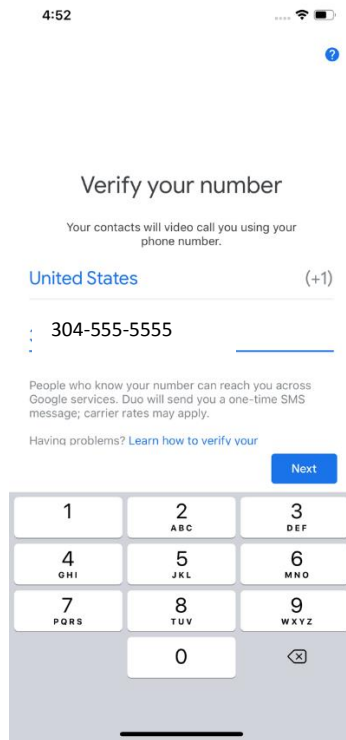 4:52
?
Verify your number
Your contacts will video call you using your
phone number.
United States (+1)
304-555-5555
People who know your number can reach you across
Google services. Duo will send you a one-time SMS
message; carrier rates may apply.
Having problems? Learn how to verify your
Next
1 2 3
ABC DEF
4 5 6
GHI JKL MNO
7 8 9
PQRS TUV WXYZ
0